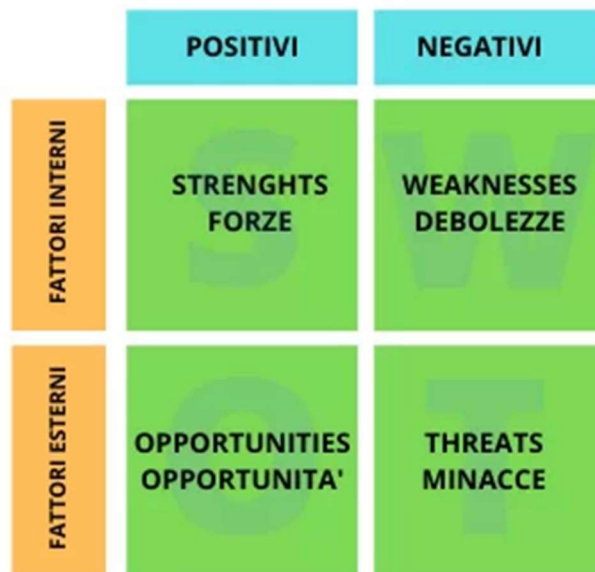 POSITIVI
NEGATIVI
FATTORI INTERNI
S
STRENGHTS
FORZE
W
WEAKNESSES
DEBOLEZZE
FATTORI ESTERNI
O
OPPORTUNITIES
OPPORTUNITA'
T
THREATS
MINACCE